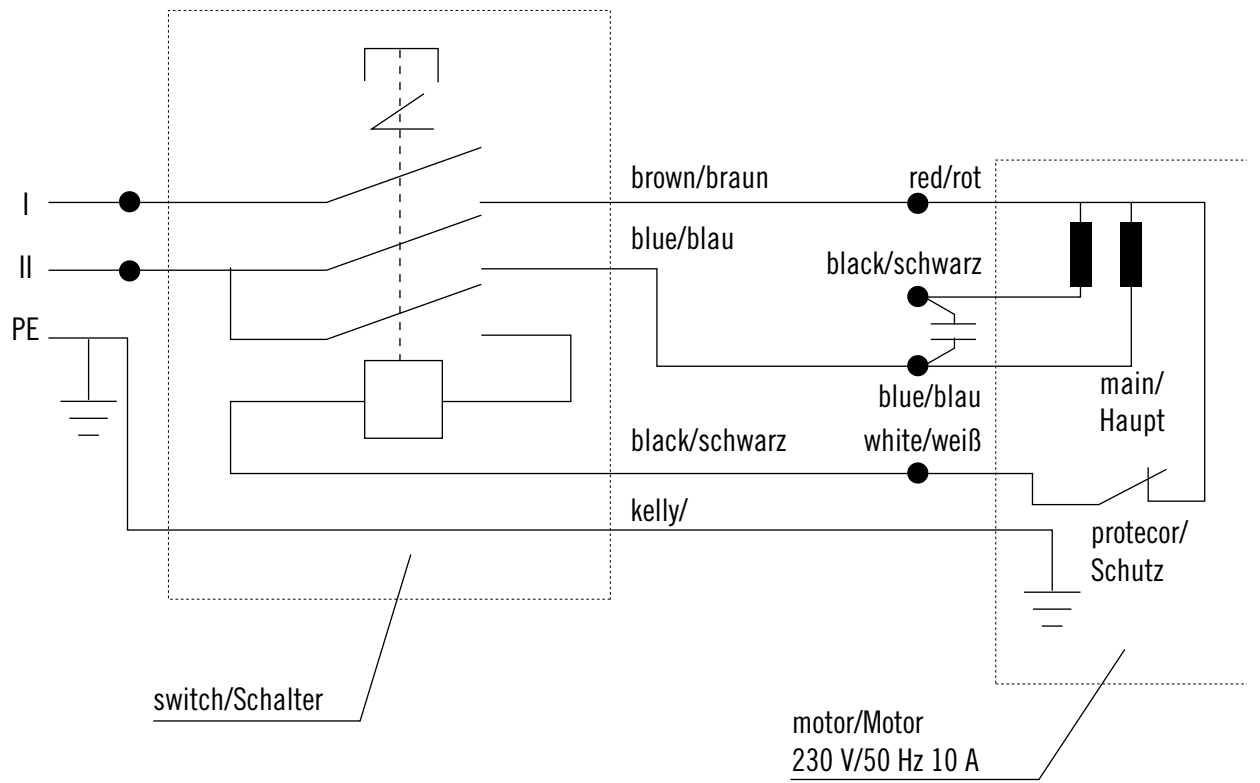 brown/braun
red/rot
I
blue/blau
II
black/schwarz
PE
blue/blau
main/
Haupt
black/schwarz
white/weiß
kelly/
protecor/
Schutz
switch/Schalter
motor/Motor
230 V/50 Hz 10 A